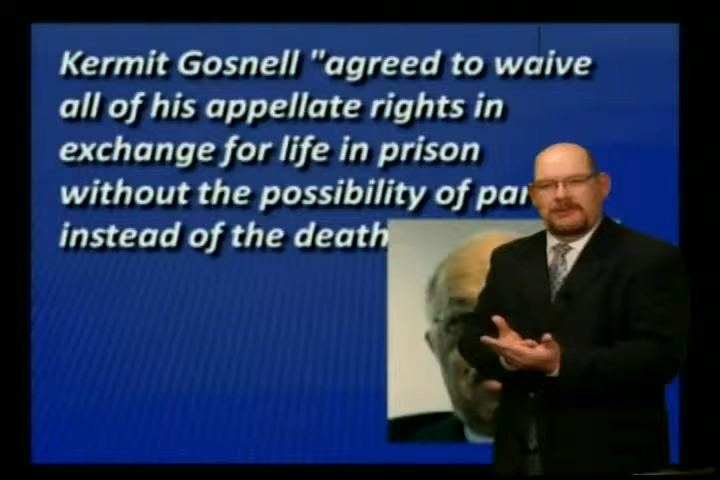 Kermit Gosnell "agreed to waive
all of his appellate rights in
exchange for life in prison
without the possibility of
instead of the death